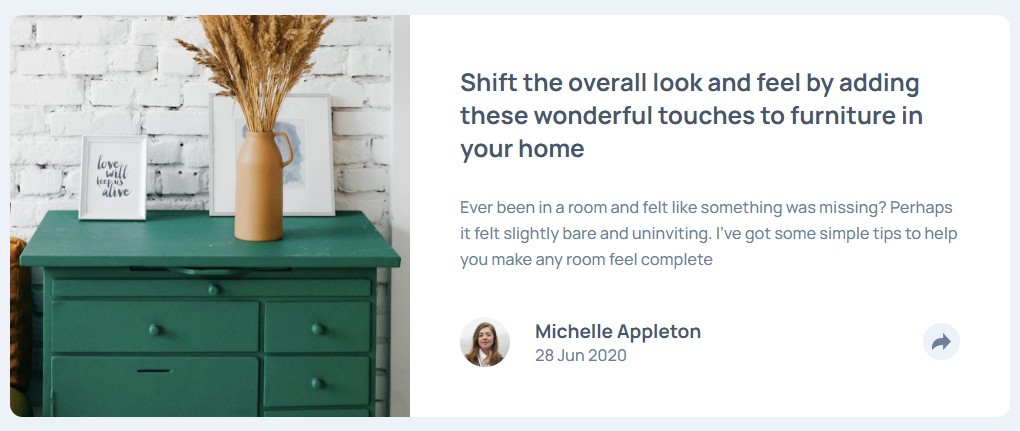 love
will
keep us
alive
Shift the overall look and feel by adding
these wonderful touches to furniture in
your home
Ever been in a room and felt like something was missing? Perhaps
it felt slightly bare and uninviting. I've got some simple tips to help
you make any room feel complete
Michelle Appleton
28 Jun 2020